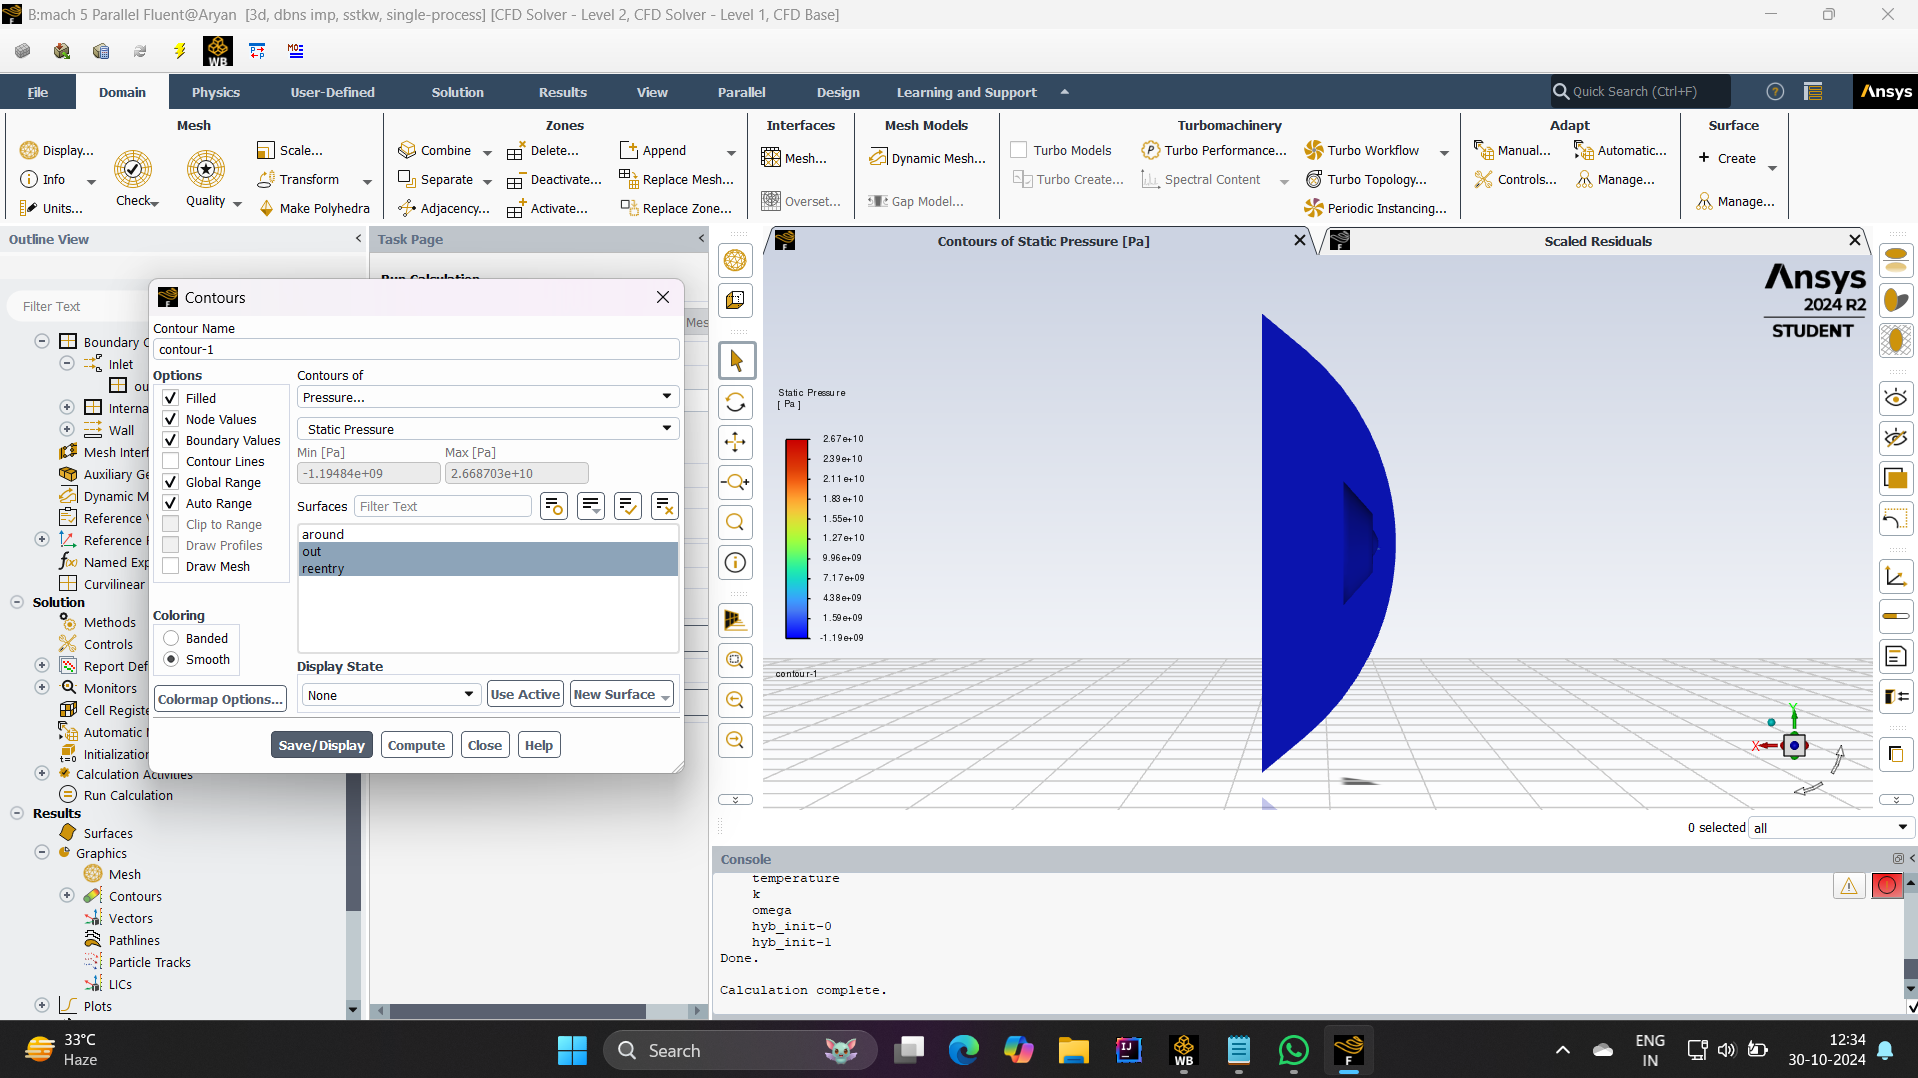 B:mach 5 Parallel Fluent@Aryan  [3d, dbns imp, sstkw, single-process] [CFD Solver - Level 2, CFD Solver - Level 1, CFD Base]
WB
File Domain Physics User-Defined Solution Results View Parallel Design Learning and Support Quick Search (Ctrl+F) Ansys
Mesh
Display...
Info
Units...
Check
Quality
Scale...
Transform
Make Polyhedra
Zones
Combine
Separate
Adjacency...
Delete...
Deactivate...
Activate...
Append
Replace Mesh...
Replace Zone...
Interfaces
Mesh...
Overset...
Mesh Models
Dynamic Mesh...
Gap Model...
Turbomachinery
Turbo Models
Turbo Create...
Turbo Performance...
Spectral Content
Turbo Workflow
Turbo Topology...
Periodic Instancing...
Adapt
Manual...
Controls...
Automatic...
Manage...
Surface
Create
Manage...
Outline View
Filter Text
Boundary C
Inlet
ou
Interna
Wall
Mesh Interf
Auxiliary Ge
Dynamic M
Reference V
Reference F
Named Exp
Curvilinear
Solution
Methods
Controls
Report Def
Monitors
Cell Registe
Automatic M
Initialization
Calculation Activities
Run Calculation
Results
Surfaces
Graphics
Mesh
Contours
Vectors
Pathlines
Particle Tracks
LICs
Plots
Task Page
Run Calculation
Mes
Contours
Contour Name
contour-1
Options
Filled
Node Values
Boundary Values
Contour Lines
Global Range
Auto Range
Clip to Range
Draw Profiles
Draw Mesh
Coloring
Banded
Smooth
Colormap Options...
Contours of
Pressure...
Static Pressure
Min [Pa] Max [Pa]
-1.19484e+09 2.668703e+10
Surfaces Filter Text
around
out
reentry
Display State
None Use Active New Surface
Save/Display Compute Close Help
Contours of Static Pressure [Pa]
Scaled Residuals
Ansys
2024 R2
STUDENT
Static Pressure
[ Pa ]
2.67e+10
2.39e+10
2.11e+10
1.83e+10
1.55e+10
1.27e+10
9.96e+09
7.17e+09
4.38e+09
1.59e+09
-1.19e+09
contour-1
Y
X
0 selected all
Console
temperature
k
omega
hyb_init-0
hyb_init-1
Done.
Calculation complete.
33°C
Haze
Search
WB
ENG
IN
12:34
30-10-2024